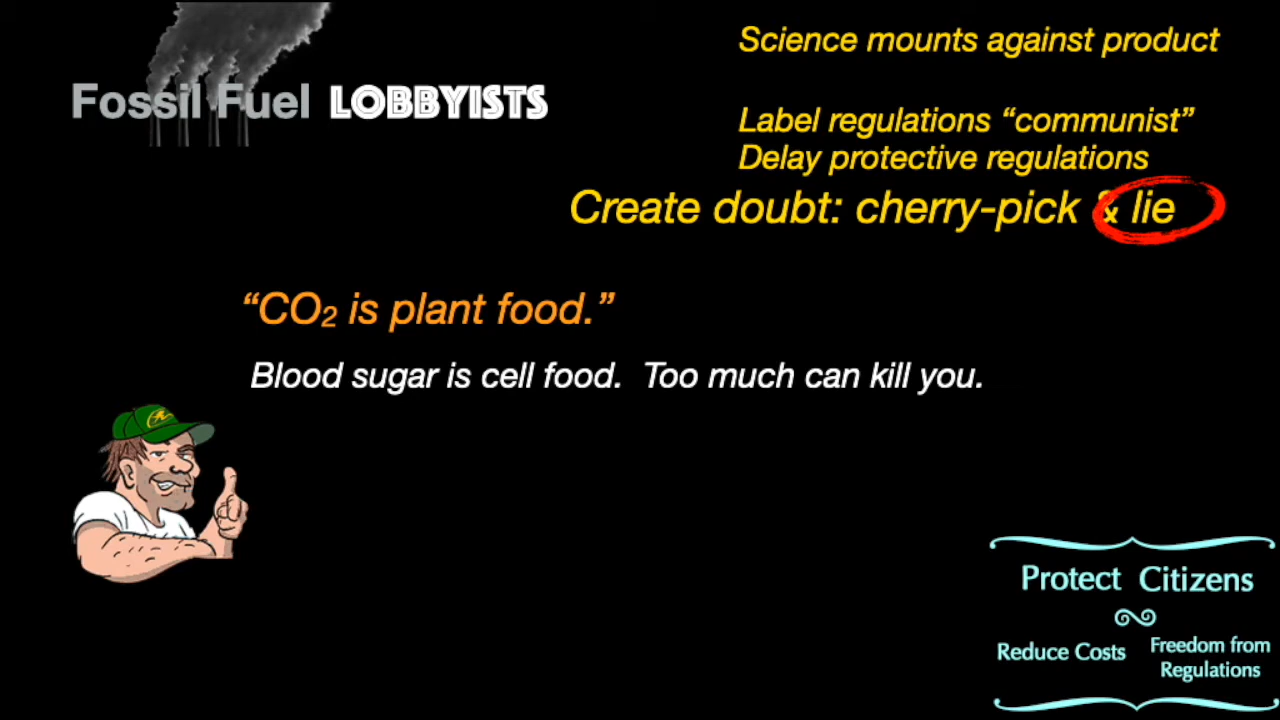 Fossil Fuel LOBBYISTS
Science mounts against product
Label regulations “communist”
Delay protective regulations
Create doubt: cherry-pick & lie
“CO₂ is plant food.”
Blood sugar is cell food. Too much can kill you.
Protect Citizens
Reduce Costs
Freedom from
Regulations